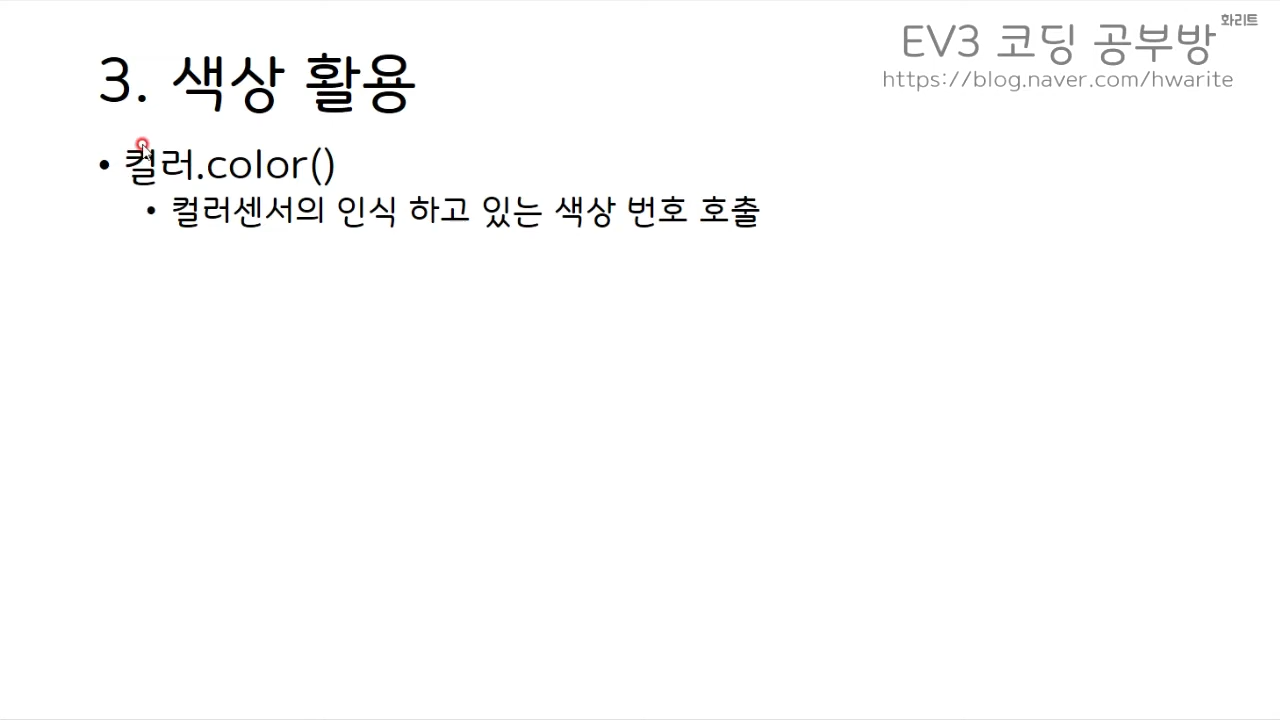 화리트
EV3 코딩 공부방
https://blog.naver.com/hwarite
3. 색상 활용
• 컬러.color()
• 컬러센서의 인식 하고 있는 색상 번호 호출